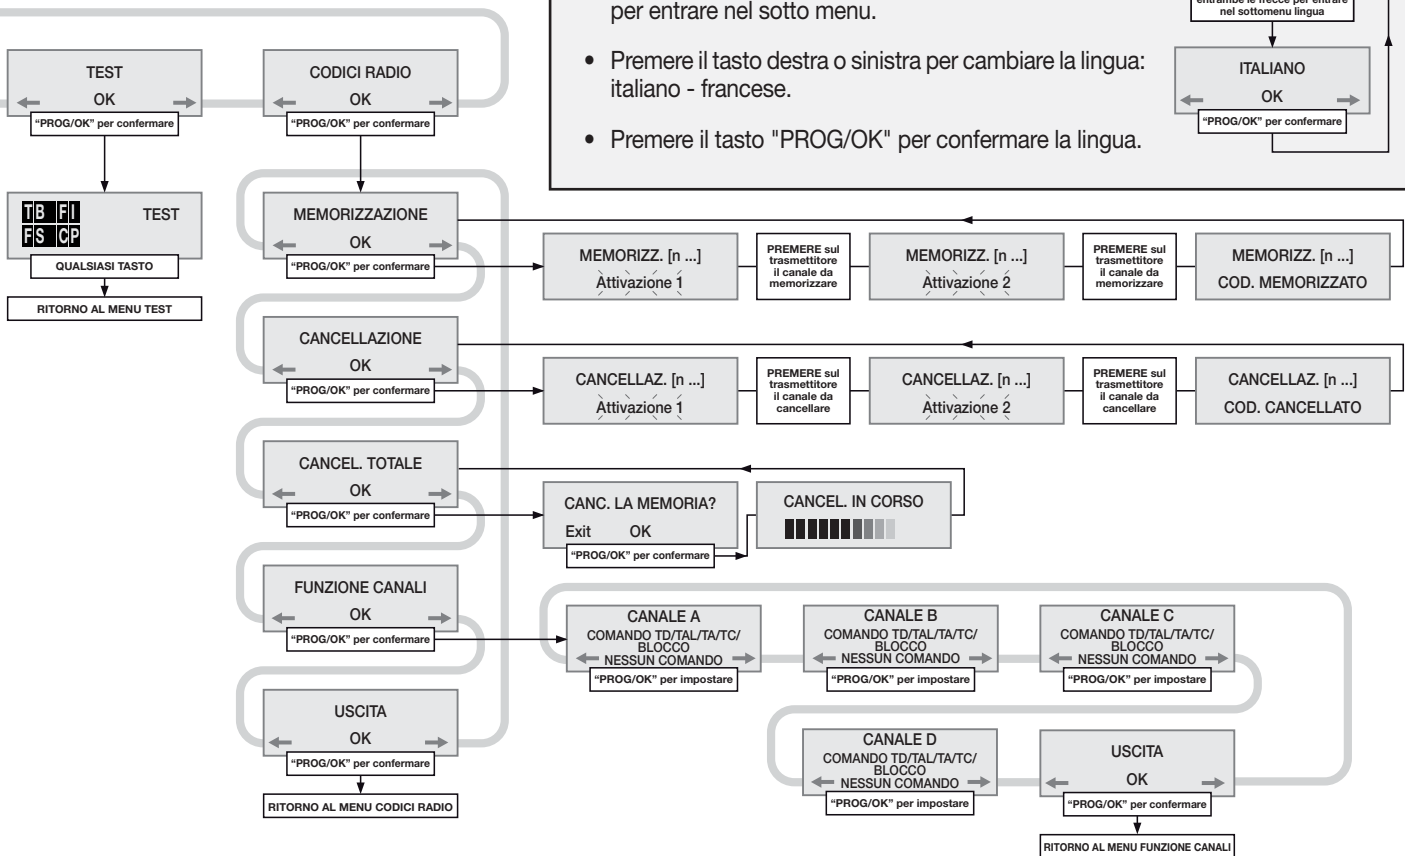 per entrare nel sotto menu.
• Premere il tasto destra o sinistra per cambiare la lingua:
italiano - francese.
• Premere il tasto "PROG/OK" per confermare la lingua.
entrambe le frecce per entrare
nel sottomenu lingua
ITALIANO
OK
“PROG/OK” per confermare
TEST
OK
“PROG/OK” per confermare
CODICI RADIO
OK
“PROG/OK” per confermare
TB FI
FS CP
TEST
QUALSIASI TASTO
RITORNO AL MENU TEST
MEMORIZZAZIONE
OK
“PROG/OK” per confermare
MEMORIZZ. [n ...]
Attivazione 1
PREMERE sul
trasmettitore
il canale da
memorizzare
MEMORIZZ. [n ...]
Attivazione 2
PREMERE sul
trasmettitore
il canale da
memorizzare
MEMORIZZ. [n ...]
COD. MEMORIZZATO
CANCELLAZIONE
OK
“PROG/OK” per confermare
CANCELLAZ. [n ...]
Attivazione 1
PREMERE sul
trasmettitore
il canale da
cancellare
CANCELLAZ. [n ...]
Attivazione 2
PREMERE sul
trasmettitore
il canale da
cancellare
CANCELLAZ. [n ...]
COD. CANCELLATO
CANCEL. TOTALE
OK
“PROG/OK” per confermare
CANC. LA MEMORIA?
Exit OK
“PROG/OK” per confermare
CANCEL. IN CORSO
FUNZIONE CANALI
OK
“PROG/OK” per confermare
CANALE A
COMANDO TD/TAL/TA/TC/
BLOCCO
NESSUN COMANDO
“PROG/OK” per impostare
CANALE B
COMANDO TD/TAL/TA/TC/
BLOCCO
NESSUN COMANDO
“PROG/OK” per impostare
CANALE C
COMANDO TD/TAL/TA/TC/
BLOCCO
NESSUN COMANDO
“PROG/OK” per impostare
USCITA
OK
“PROG/OK” per confermare
RITORNO AL MENU CODICI RADIO
CANALE D
COMANDO TD/TAL/TA/TC/
BLOCCO
NESSUN COMANDO
“PROG/OK” per impostare
USCITA
OK
“PROG/OK” per confermare
RITORNO AL MENU FUNZIONE CANALI